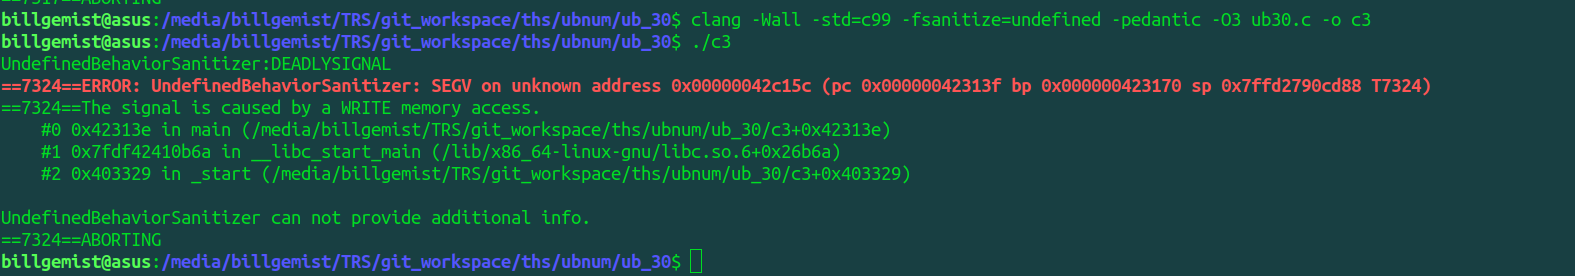 ==7317==ABORTING
billgemist@asus:/media/billgemist/TRS/git_workspace/ths/ubnum/ub_30$ clang -Wall -std=c99 -fsanitize=undefined -pedantic -O3 ub30.c -o c3
billgemist@asus:/media/billgemist/TRS/git_workspace/ths/ubnum/ub_30$ ./c3
UndefinedBehaviorSanitizer:DEADLYSIGNAL
==7324==ERROR: UndefinedBehaviorSanitizer: SEGV on unknown address 0x00000042c15c (pc 0x00000042313f bp 0x000000423170 sp 0x7ffd2790cd88 T7324)
==7324==The signal is caused by a WRITE memory access.
    #0 0x42313e in main (/media/billgemist/TRS/git_workspace/ths/ubnum/ub_30/c3+0x42313e)
    #1 0x7fdf42410b6a in __libc_start_main (/lib/x86_64-linux-gnu/libc.so.6+0x26b6a)
    #2 0x403329 in _start (/media/billgemist/TRS/git_workspace/ths/ubnum/ub_30/c3+0x403329)
UndefinedBehaviorSanitizer can not provide additional info.
==7324==ABORTING
billgemist@asus:/media/billgemist/TRS/git_workspace/ths/ubnum/ub_30$